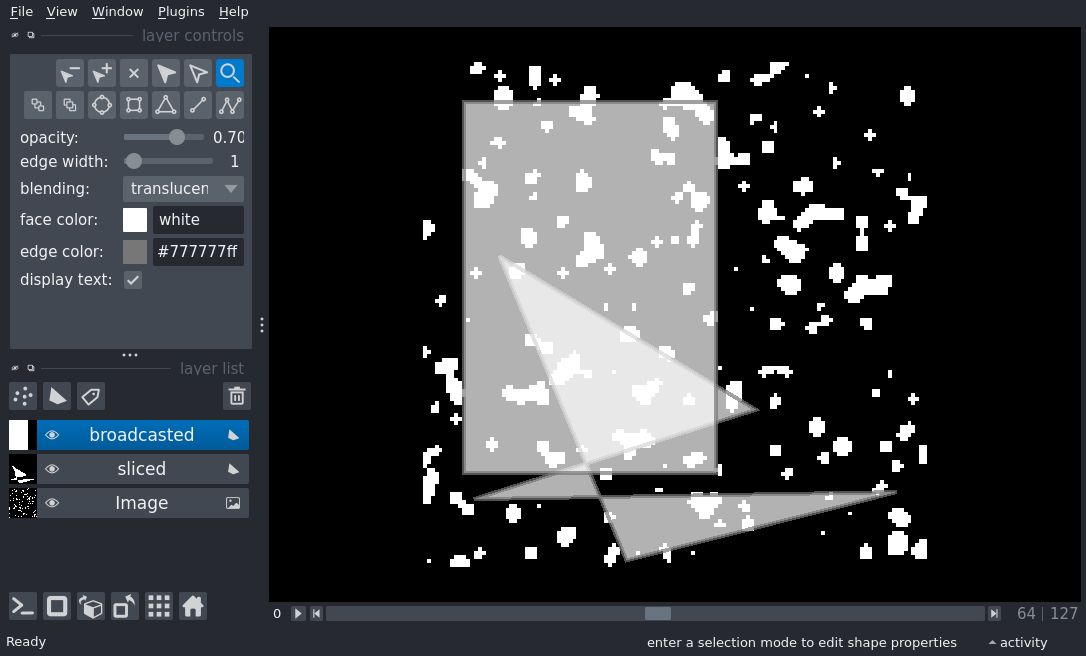 File View Window Plugins Help
layer controls
opacity: 0.70
edge width: 1
blending: translucen
face color: white
edge color: #777777ff
display text:
layer list
broadcasted
sliced
Image
0 64 | 127
Ready enter a selection mode to edit shape properties activity